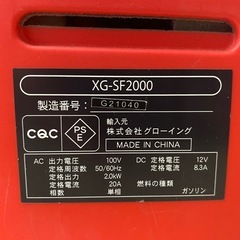 XG-SF2000
製造番号: G21040
CQC
PS
E
輸入元
株式会社グローイング
MADE IN CHINA
AC 出力電圧 100V
定格周波数 50/60Hz
定格出力 2.0kW
定格電流 20A
相数 単相
DC 定格電圧 12V
定格電流 8.3A
燃料の種類
ガソリン